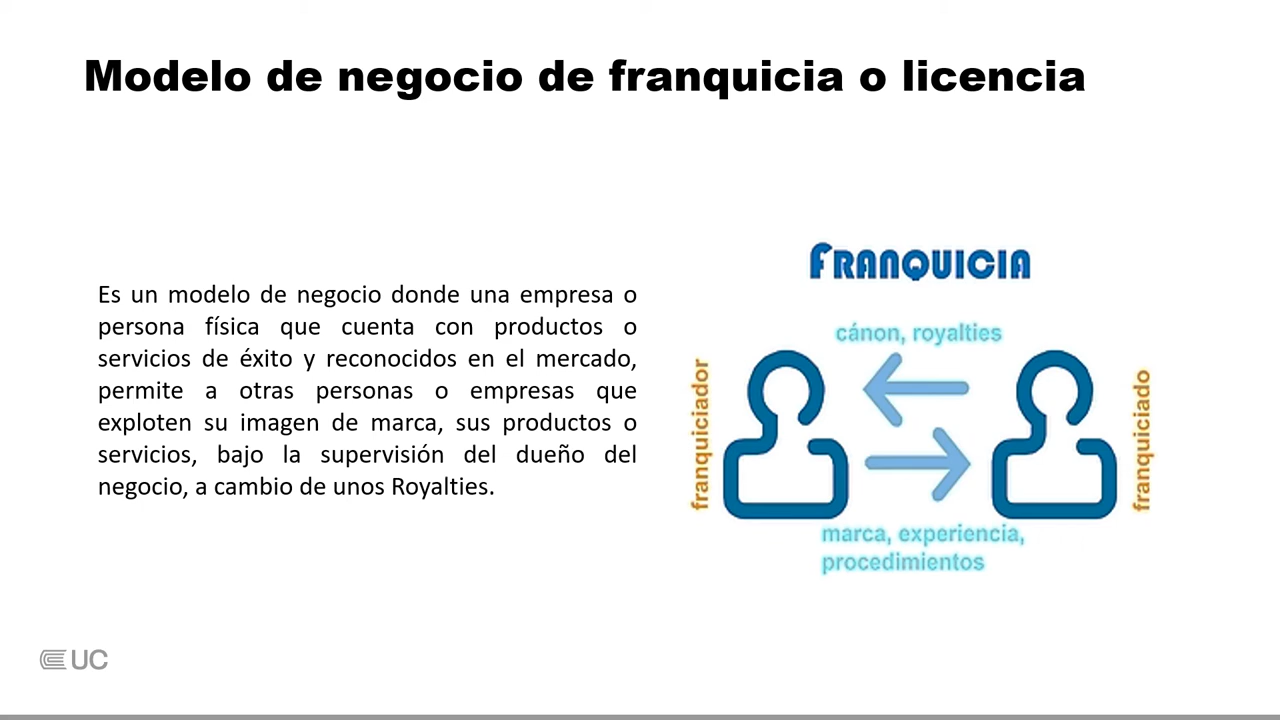 Modelo de negocio de franquicia o licencia
Es un modelo de negocio donde una empresa o
persona física que cuenta con productos o
servicios de éxito y reconocidos en el mercado,
permite a otras personas o empresas que
exploten su imagen de marca, sus productos o
servicios, bajo la supervisión del dueño del
negocio, a cambio de unos Royalties.
FRANQUICIA
cánon, royalties
franquiciador
franquiciado
marca, experiencia,
procedimientos
UC